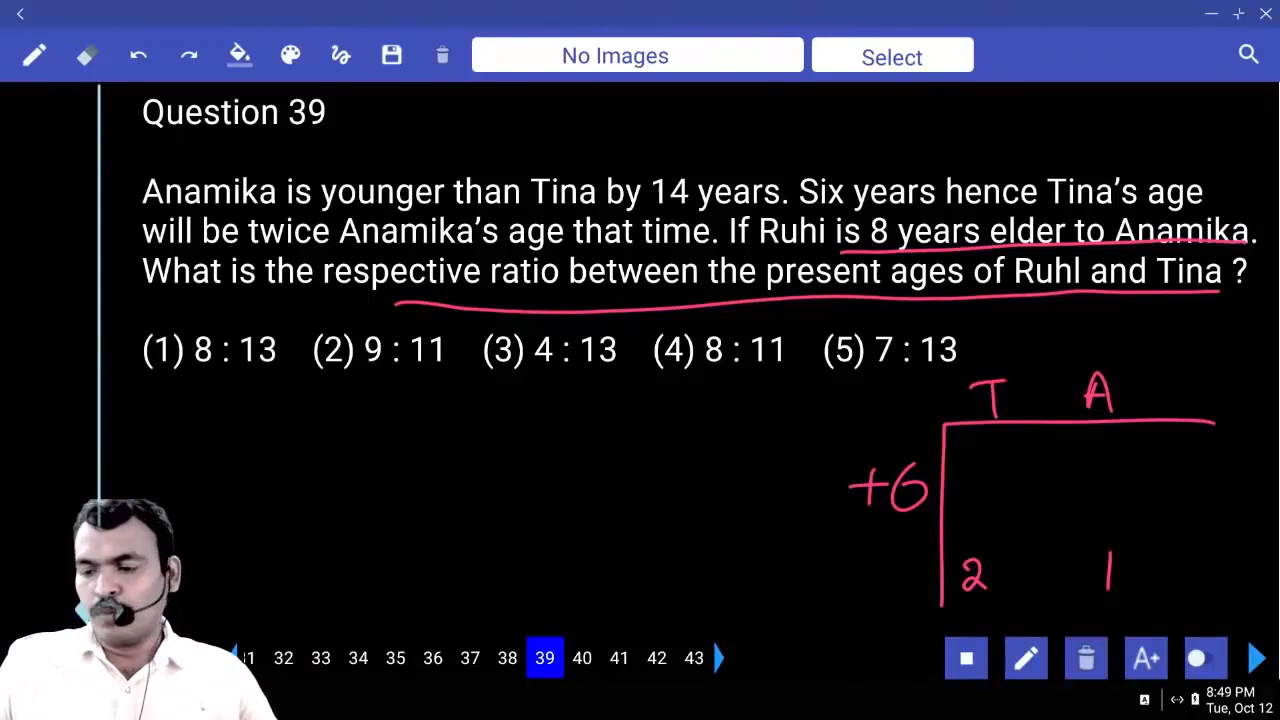 No Images
Select
Question 39
Anamika is younger than Tina by 14 years. Six years hence Tina’s age
will be twice Anamika’s age that time. If Ruhi is 8 years elder to Anamika.
What is the respective ratio between the present ages of Ruhl and Tina ?
(1) 8 : 13 (2) 9 : 11 (3) 4 : 13 (4) 8 : 11 (5) 7 : 13
T A
+6
2 1
32 33 34 35 36 37 38 39 40 41 42 43
A+
8:49 PM
Tue, Oct 12